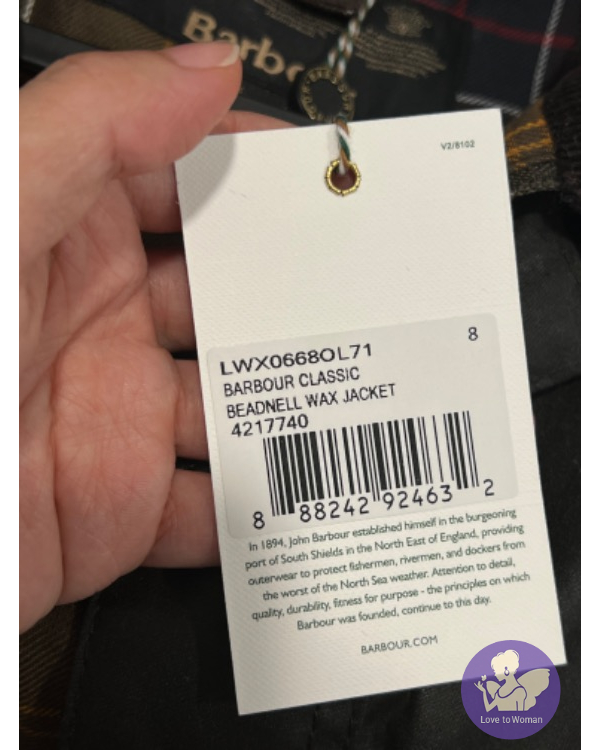 Barbo
V2/8102
8
LWX0668OL71
BARBOUR CLASSIC
BEADNELL WAX JACKET
4217740
8 88242 92463 2
In 1894, John Barbour established himself in the burgeoning
port of South Shields in the North East of England, providing
outerwear to protect fishermen, rivermen, and dockers from
the worst of the North Sea weather. Attention to detail,
quality, durability, fitness for purpose - the principles on which
Barbour was founded, continue to this day.
BARBOUR.COM
Love to Woman